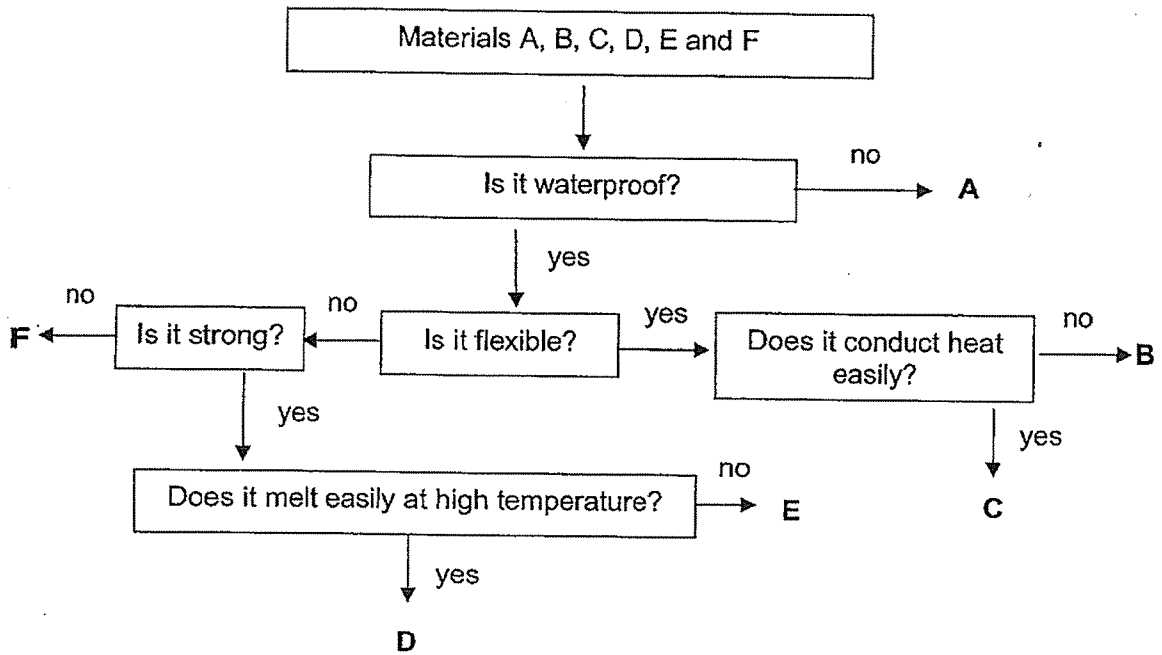 Materials A, B, C, D, E and F
Is it waterproof?
no
A
yes
F
no
Is it strong?
no
Is it flexible?
yes
Does it conduct heat
easily?
no
B
yes
yes
C
Does it melt easily at high temperature?
no
E
yes
D